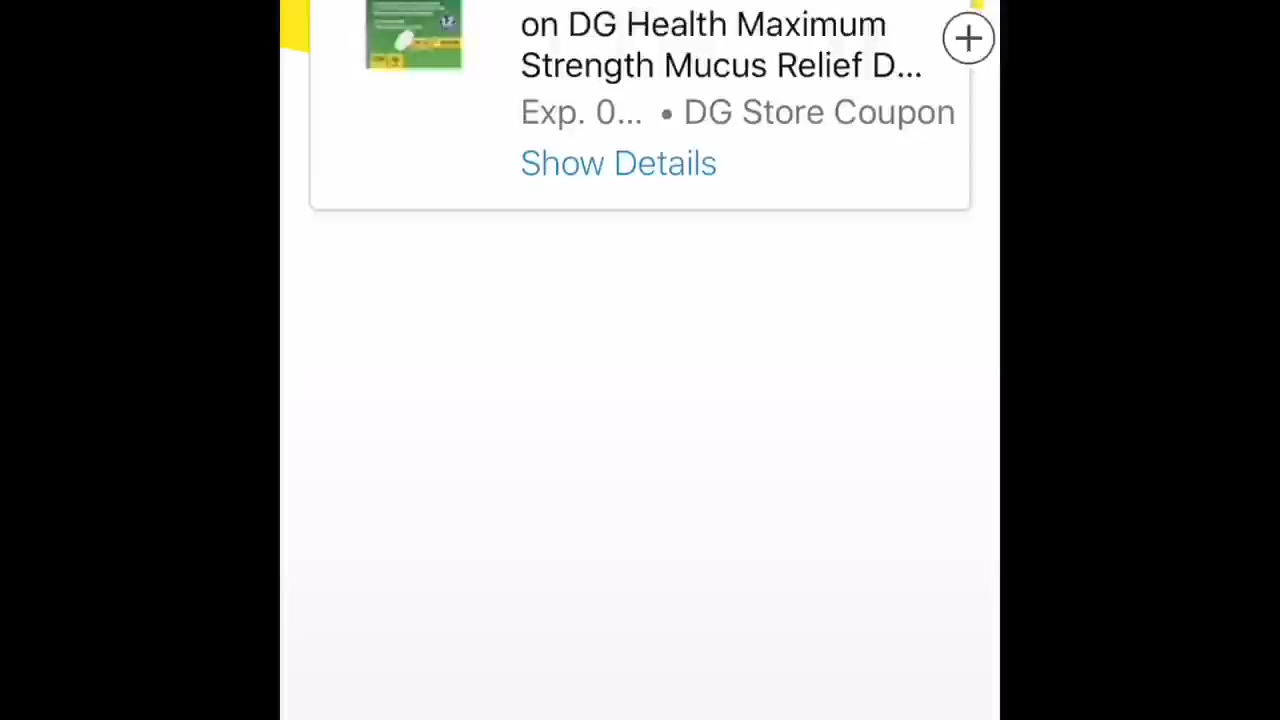 on DG Health Maximum
Strength Mucus Relief D...
Exp. 0... • DG Store Coupon
Show Details